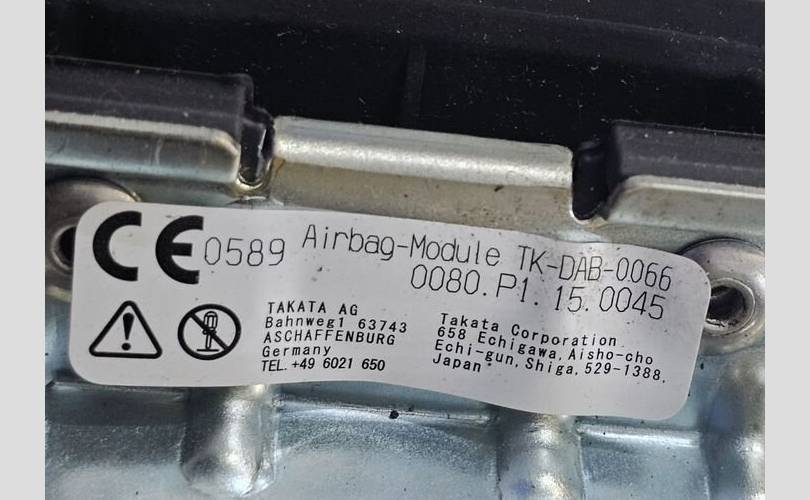 CE 0589 Airbag-Module TK-DAB-0066
0080.P1.15.0045
TAKATA AG
Bahnweg1 63743
ASCHAFFENBURG
Germany
TEL. +49 6021 650
Takata Corporation
658 Echigawa, Aisho-cho
Echi-gun, Shiga, 529-1388,
Japan